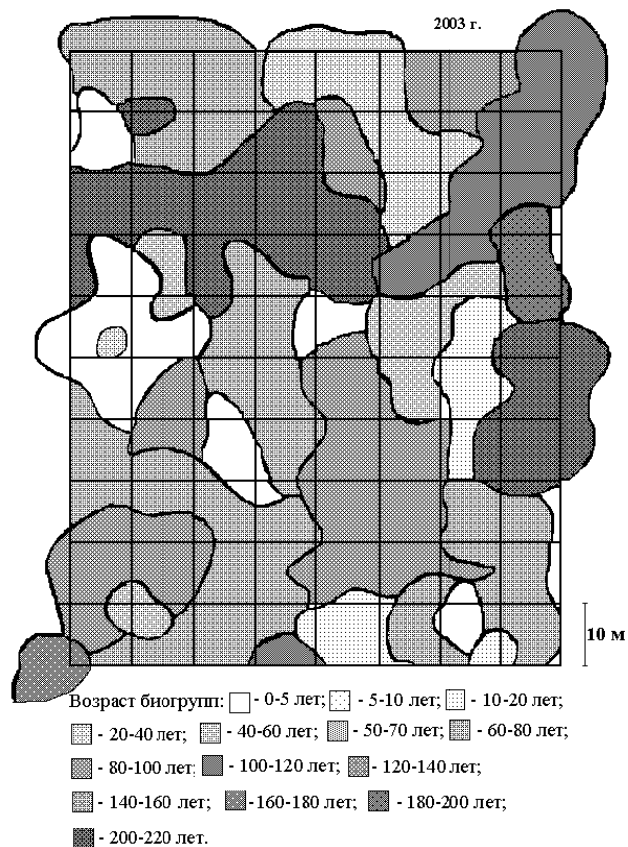 2003 г.
10 м
Возраст биогрупп: - 0-5 лет; - 5-10 лет; - 10-20 лет;
- 20-40 лет; - 40-60 лет; - 50-70 лет; - 60-80 лет;
- 80-100 лет; - 100-120 лет; - 120-140 лет;
- 140-160 лет; -160-180 лет; - 180-200 лет;
- 200-220 лет.